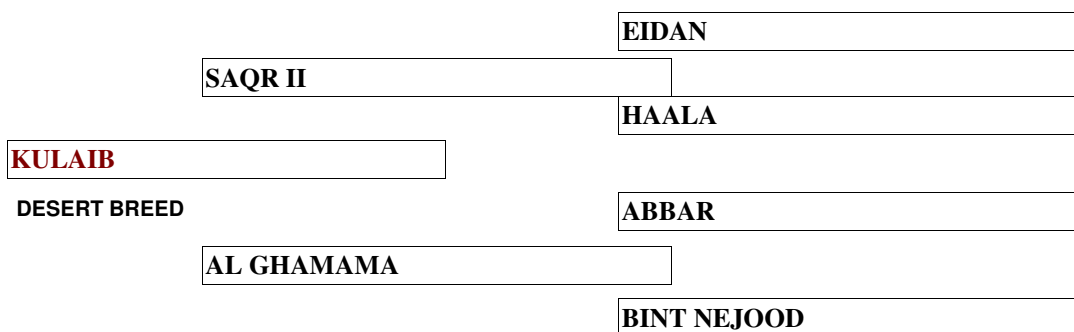 EIDAN
SAQR II
HAALA
KULAIB
DESERT BREED
ABBAR
AL GHAMAMA
BINT NEJOOD